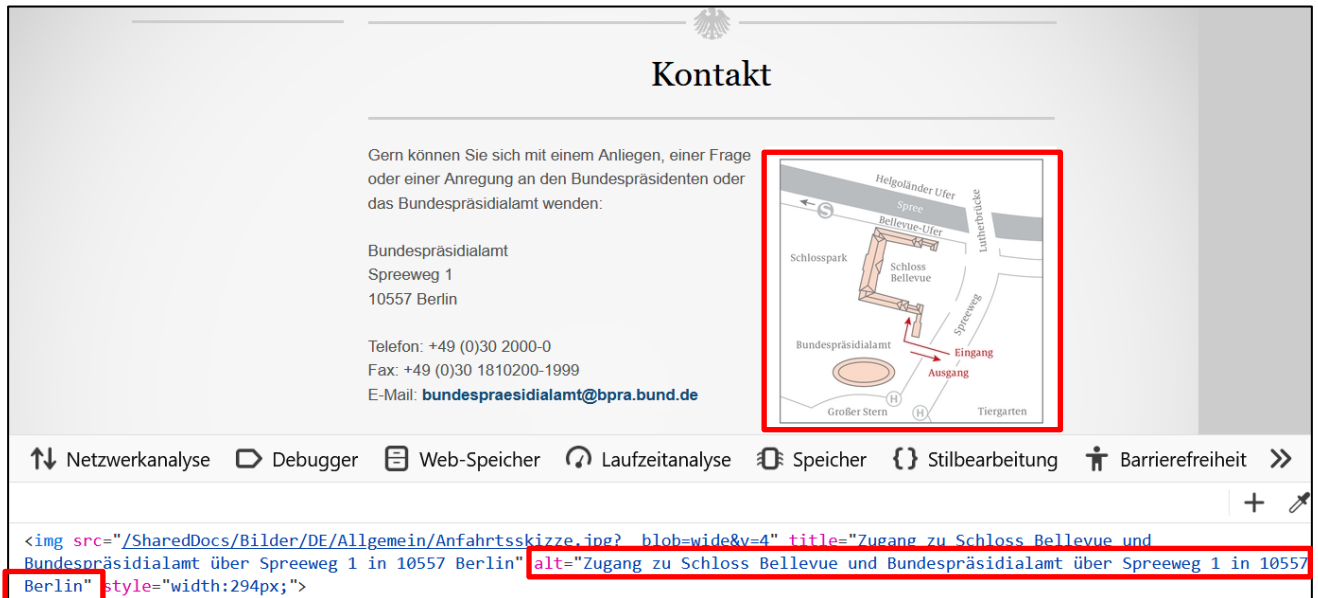 Kontakt
Gern können Sie sich mit einem Anliegen, einer Frage
oder einer Anregung an den Bundespräsidenten oder
das Bundespräsidialamt wenden:
Bundespräsidialamt
Spreeweg 1
10557 Berlin
Telefon: +49 (0)30 2000-0
Fax: +49 (0)30 1810200-1999
E-Mail: bundespraesidialamt@bpra.bund.de
Helgoländer Ufer
Spree
S
Bellevue-Ufer
Lutherbrücke
Schlosspark
Schloss
Bellevue
Spreeweg
Bundespräsidialamt
Eingang
Ausgang
H
Großer Stern
H
Tiergarten
Netzwerkanalyse Debugger Web-Speicher Laufzeitanalyse Speicher {} Stilbearbeitung Barrierefreiheit
<img src="/SharedDocs/Bilder/DE/Allgemein/Anfahrtsskizze.jpg?__blob=wide&v=4" title="Zugang zu Schloss Bellevue und
Bundespräsidialamt über Spreeweg 1 in 10557 Berlin" alt="Zugang zu Schloss Bellevue und Bundespräsidialamt über Spreeweg 1 in 10557
Berlin" style="width:294px;">